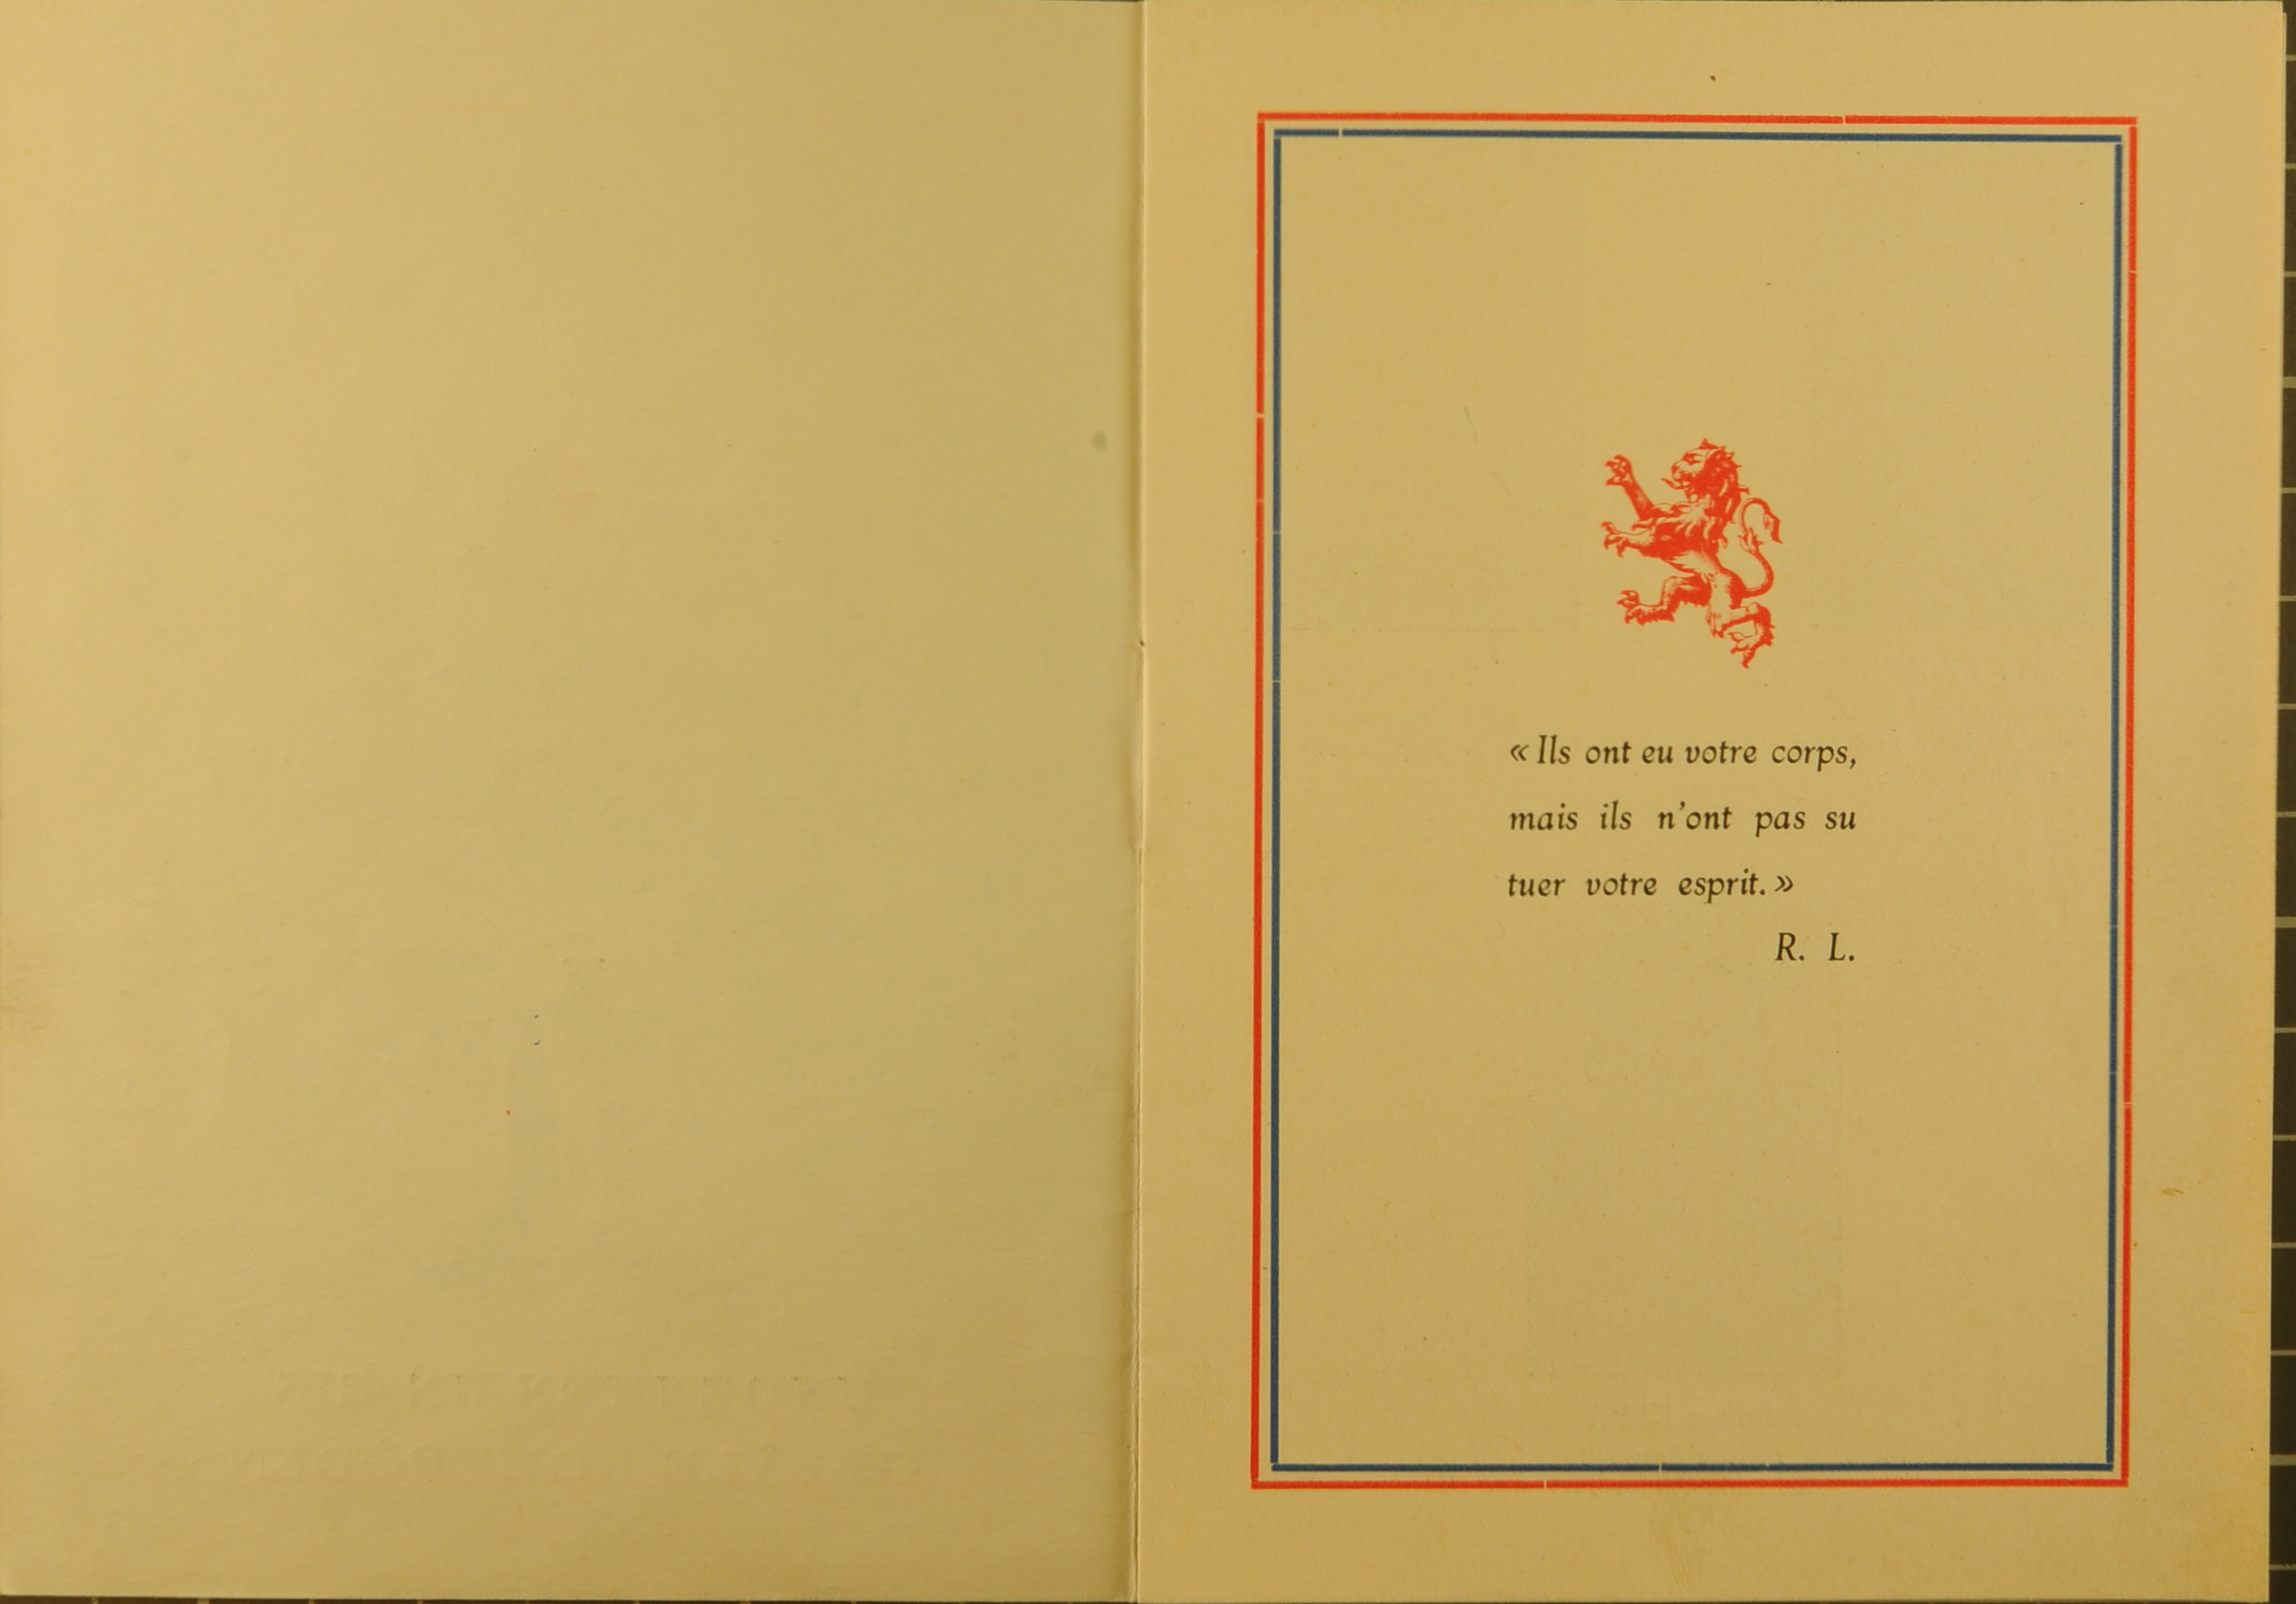 « Ils ont eu votre corps,
mais ils n'ont pas su
tuer votre esprit. »
R. L.